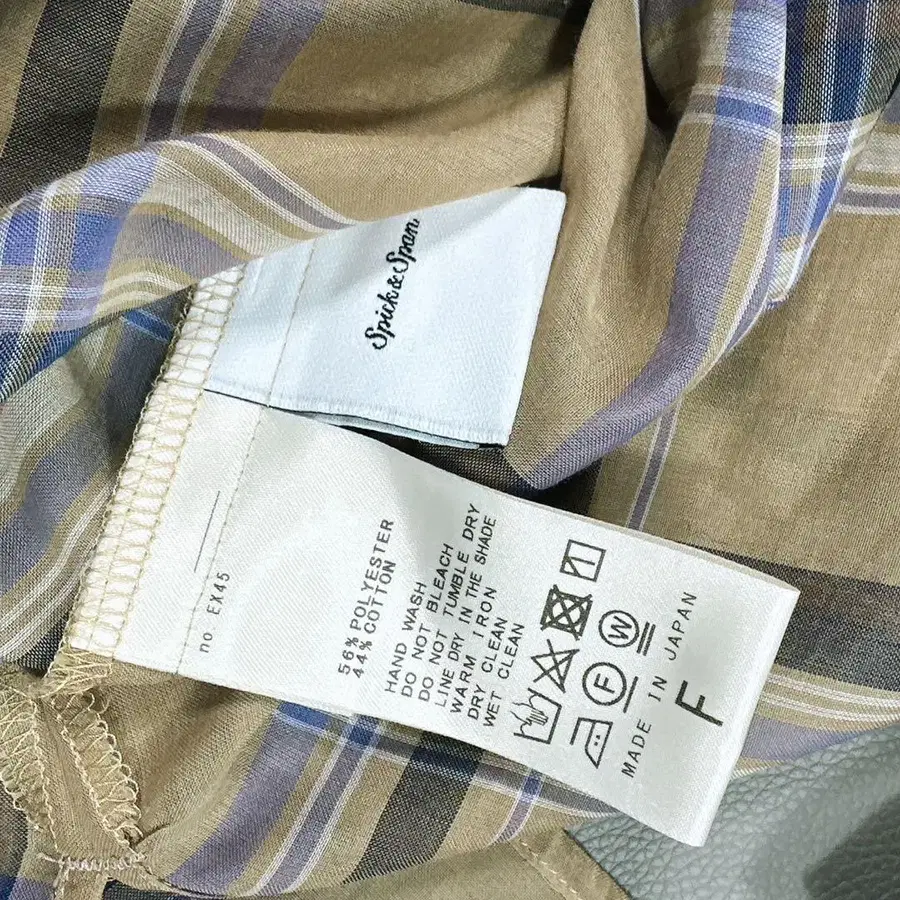 Spick&Span
no. EX45
56% POLYESTER
44% COTTON
HAND WASH
DO NOT BLEACH
DO NOT TUMBLE DRY
LINE DRY IN THE SHADE
WARM IRON
DRY CLEAN
WET CLEAN
F
W
MADE IN JAPAN
F